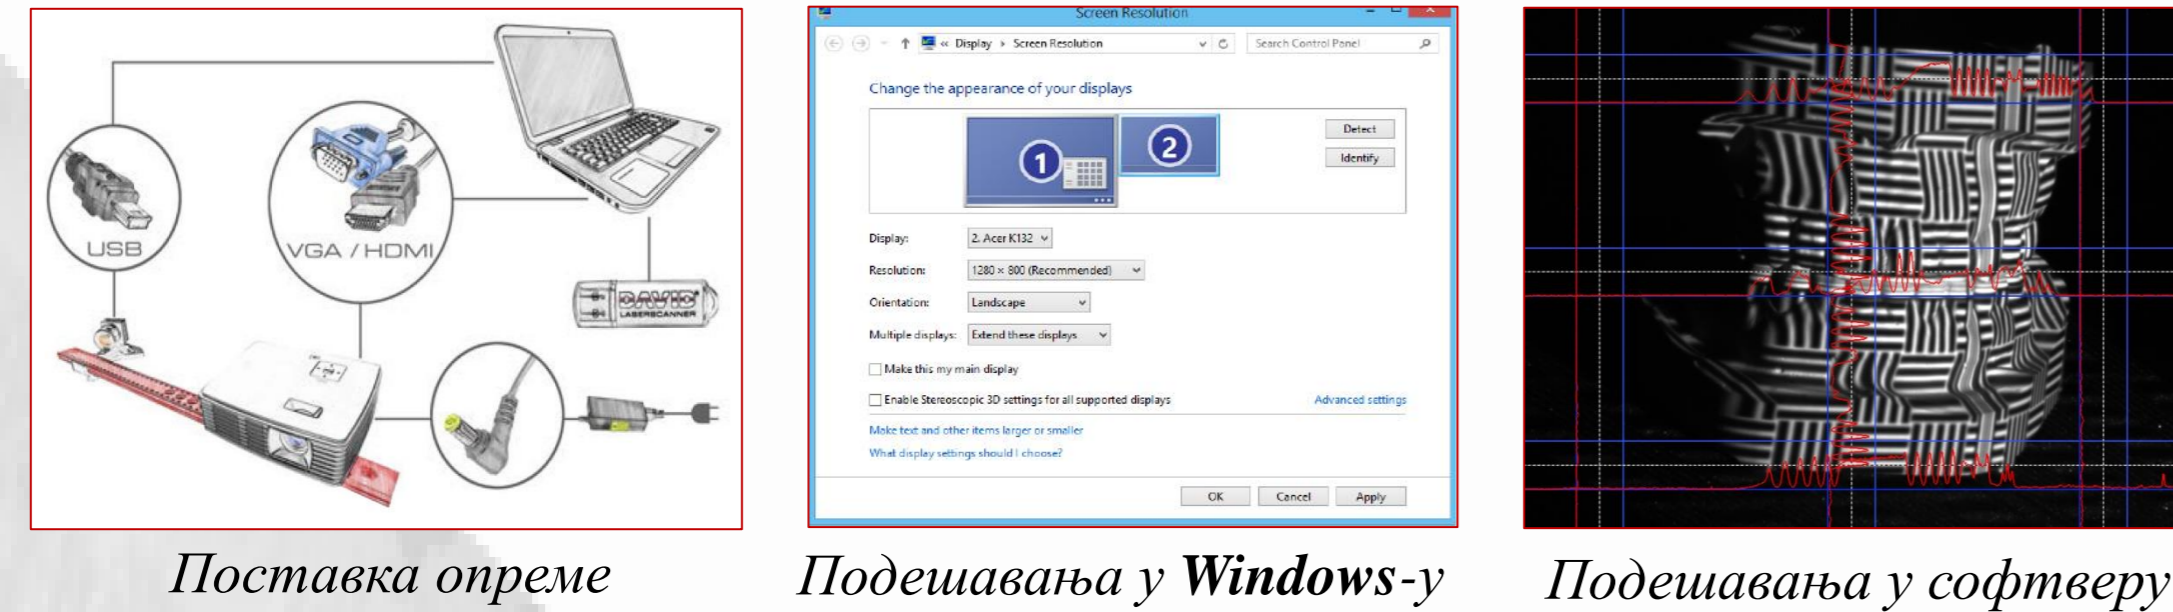 USB
VGA / HDMI
DAVID
LASERSCANNER
Поставка опреме
Screen Resolution
« Display › Screen Resolution
Search Control Panel
Change the appearance of your displays
1
2
Detect
Identify
Display: 2. Acer K132
Resolution: 1280 × 800 (Recommended)
Orientation: Landscape
Multiple displays: Extend these displays
Make this my main display
Enable Stereoscopic 3D settings for all supported displays
Advanced settings
Make text and other items larger or smaller
What display settings should I choose?
OK Cancel Apply
Подешавања у Windows-у
Подешавања у софтверу